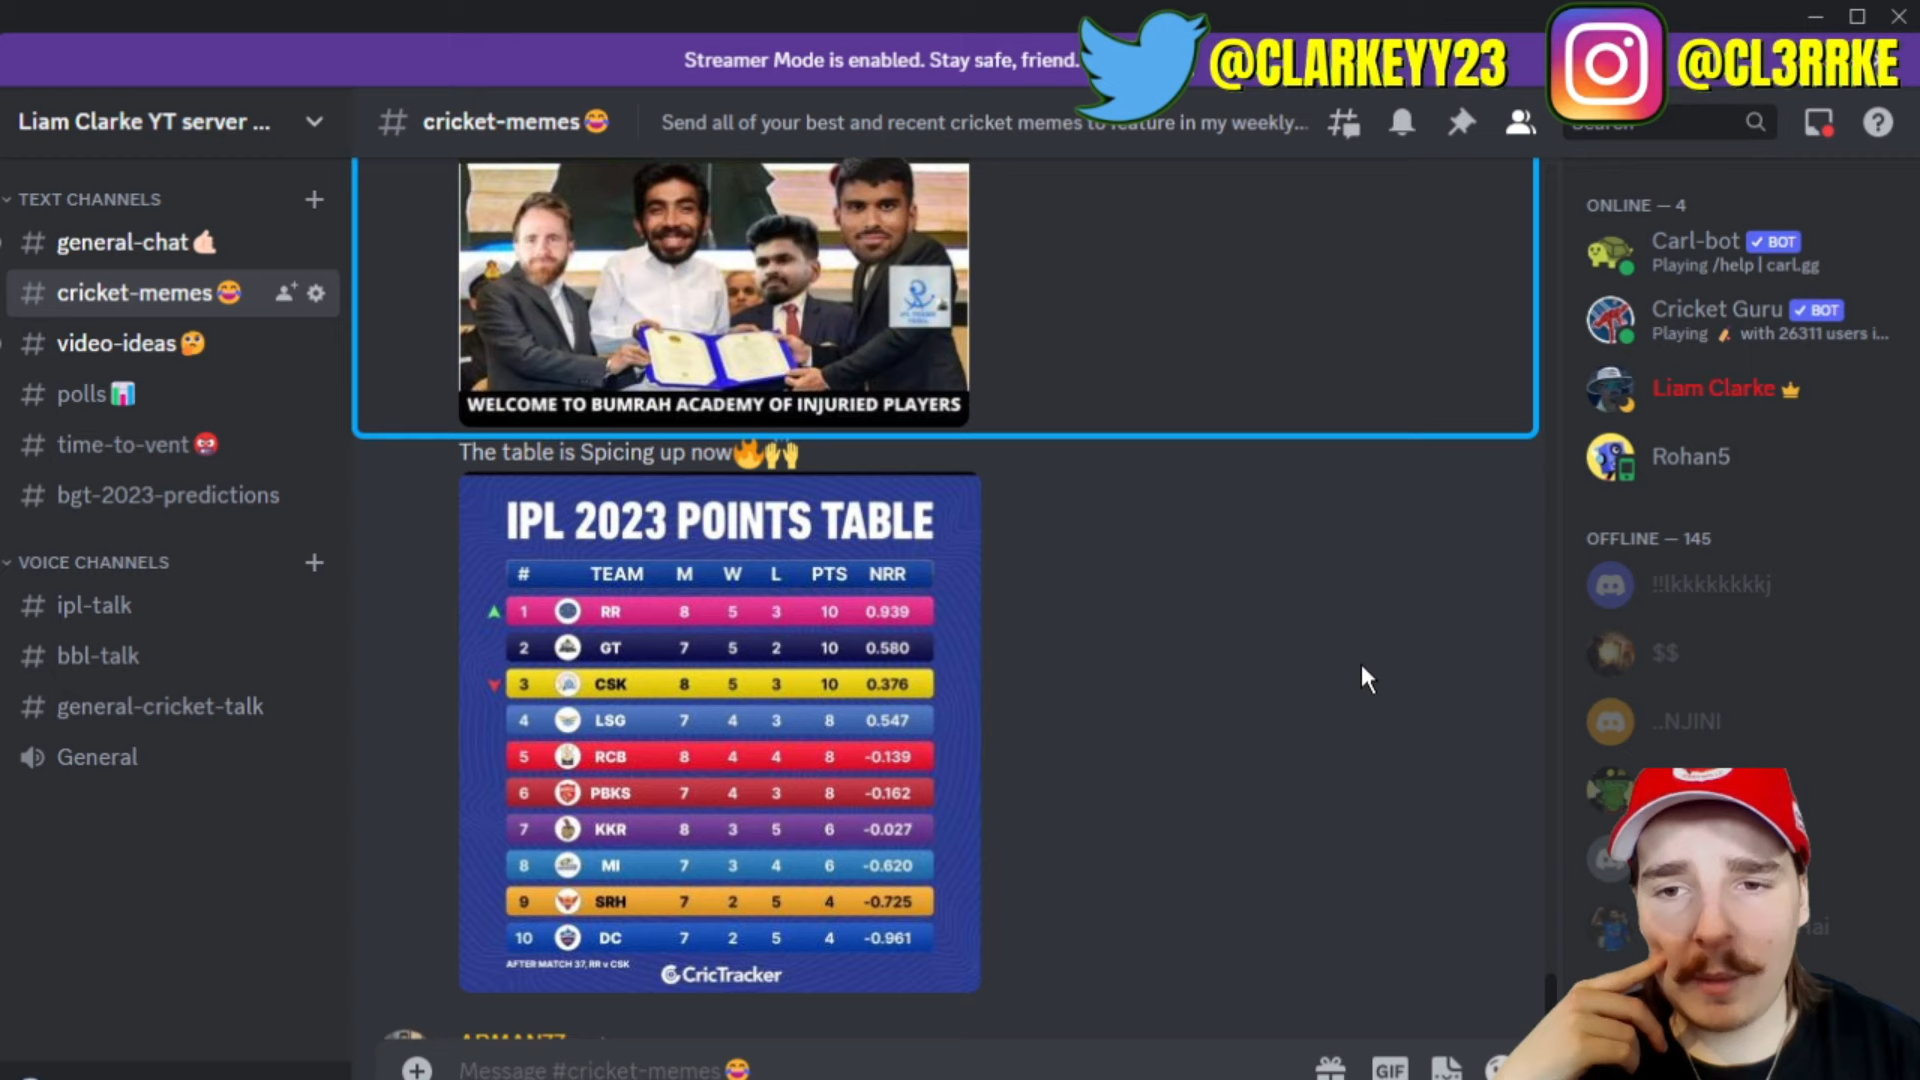 Streamer Mode is enabled. Stay safe, friend.
@CLARKEYY23
@CL3RRKE
Liam Clarke YT server ...
cricket-memes😂
Send all of your best and recent cricket memes to feature in my weekly...
Search
TEXT CHANNELS
general-chat🤙🏻
cricket-memes😂
video-ideas🤔
polls📊
time-to-vent👹
bgt-2023-predictions
VOICE CHANNELS
ipl-talk
bbl-talk
general-cricket-talk
General
WELCOME TO BUMRAH ACADEMY OF INJURIED PLAYERS
The table is Spicing up now🔥🙌
IPL 2023 POINTS TABLE
# TEAM M W L PTS NRR
1 RR 8 5 3 10 0.939
2 GT 7 5 2 10 0.580
3 CSK 8 5 3 10 0.376
4 LSG 7 4 3 8 0.547
5 RCB 8 4 4 8 -0.139
6 PBKS 7 4 3 8 -0.162
7 KKR 8 3 5 6 -0.027
8 MI 7 3 4 6 -0.620
9 SRH 7 2 5 4 -0.725
10 DC 7 2 5 4 -0.961
AFTER MATCH 37, RR v CSK
CricTracker
Message #cricket-memes😂
GIF
ONLINE — 4
Carl-bot ✓ BOT
Playing /help | carl.gg
Cricket Guru ✓ BOT
Playing 🏏 with 26311 users i...
Liam Clarke
Rohan5
OFFLINE — 145
!!lkkkkkkkj
$$
..NJINI